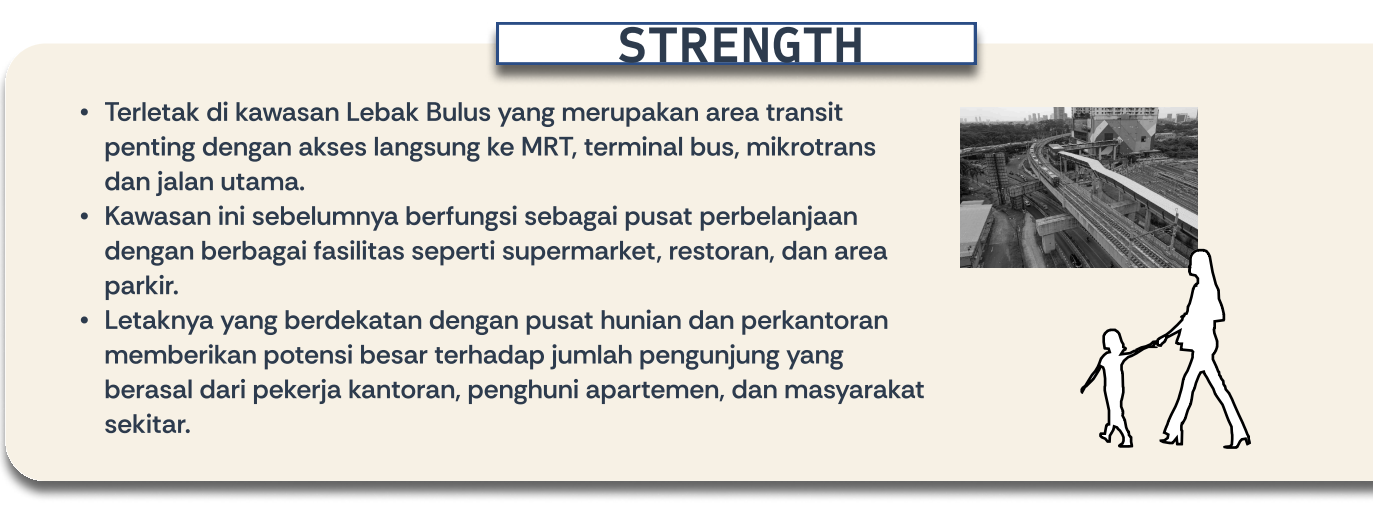 STRENGTH
• Terletak di kawasan Lebak Bulus yang merupakan area transit
penting dengan akses langsung ke MRT, terminal bus, mikrotrans
dan jalan utama.
• Kawasan ini sebelumnya berfungsi sebagai pusat perbelanjaan
dengan berbagai fasilitas seperti supermarket, restoran, dan area
parkir.
• Letaknya yang berdekatan dengan pusat hunian dan perkantoran
memberikan potensi besar terhadap jumlah pengunjung yang
berasal dari pekerja kantoran, penghuni apartemen, dan masyarakat
sekitar.